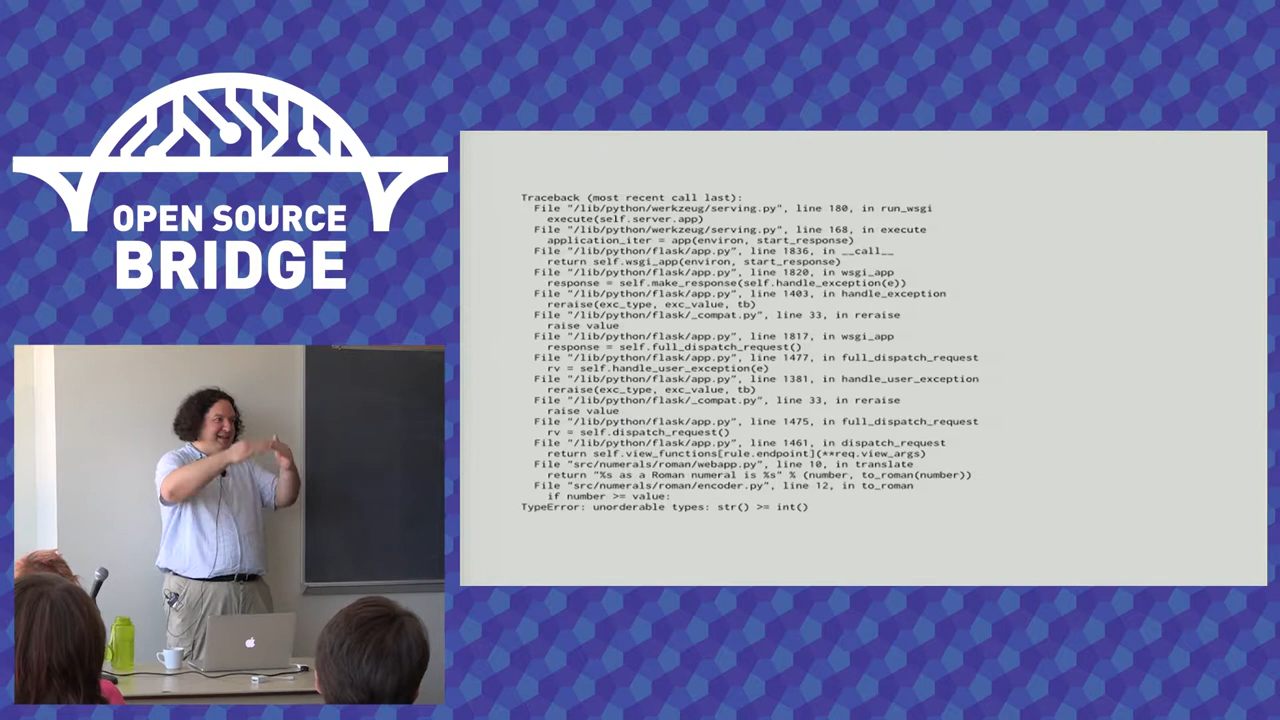 OPEN SOURCE
BRIDGE
Traceback (most recent call last):
File "/lib/python/werkzeug/serving.py", line 180, in run_wsgi
execute(self.server.app)
File "/lib/python/werkzeug/serving.py", line 168, in execute
application_iter = app(environ, start_response)
File "/lib/python/flask/app.py", line 1836, in __call__
return self.wsgi_app(environ, start_response)
File "/lib/python/flask/app.py", line 1820, in wsgi_app
response = self.make_response(self.handle_exception(e))
File "/lib/python/flask/app.py", line 1403, in handle_exception
reraise(exc_type, exc_value, tb)
File "/lib/python/flask/_compat.py", line 33, in reraise
raise value
File "/lib/python/flask/app.py", line 1817, in wsgi_app
response = self.full_dispatch_request()
File "/lib/python/flask/app.py", line 1477, in full_dispatch_request
rv = self.handle_user_exception(e)
File "/lib/python/flask/app.py", line 1381, in handle_user_exception
reraise(exc_type, exc_value, tb)
File "/lib/python/flask/_compat.py", line 33, in reraise
raise value
File "/lib/python/flask/app.py", line 1475, in full_dispatch_request
rv = self.dispatch_request()
File "/lib/python/flask/app.py", line 1461, in dispatch_request
return self.view_functions[rule.endpoint](**req.view_args)
File "src/numerals/roman/webapp.py", line 10, in translate
return "%s as a Roman numeral is %s" % (number, to_roman(number))
File "src/numerals/roman/encoder.py", line 12, in to_roman
if number >= value:
TypeError: unorderable types: str() >= int()